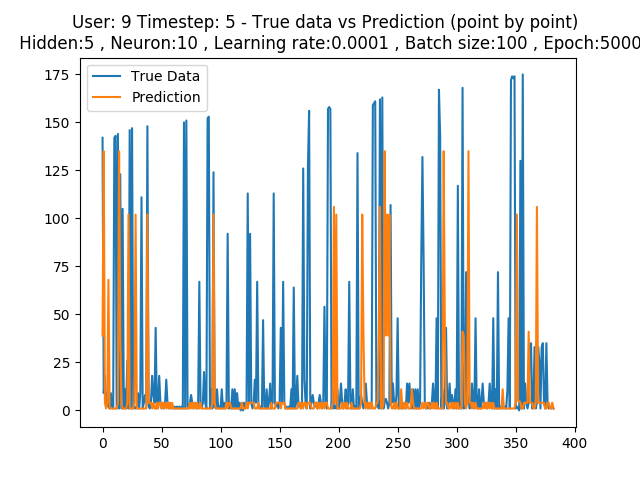 User: 9 Timestep: 5 - True data vs Prediction (point by point)
Hidden:5 , Neuron:10 , Learning rate:0.0001 , Batch size:100 , Epoch:5000
True Data
Prediction
175
150
125
100
75
50
25
0
0 50 100 150 200 250 300 350 400